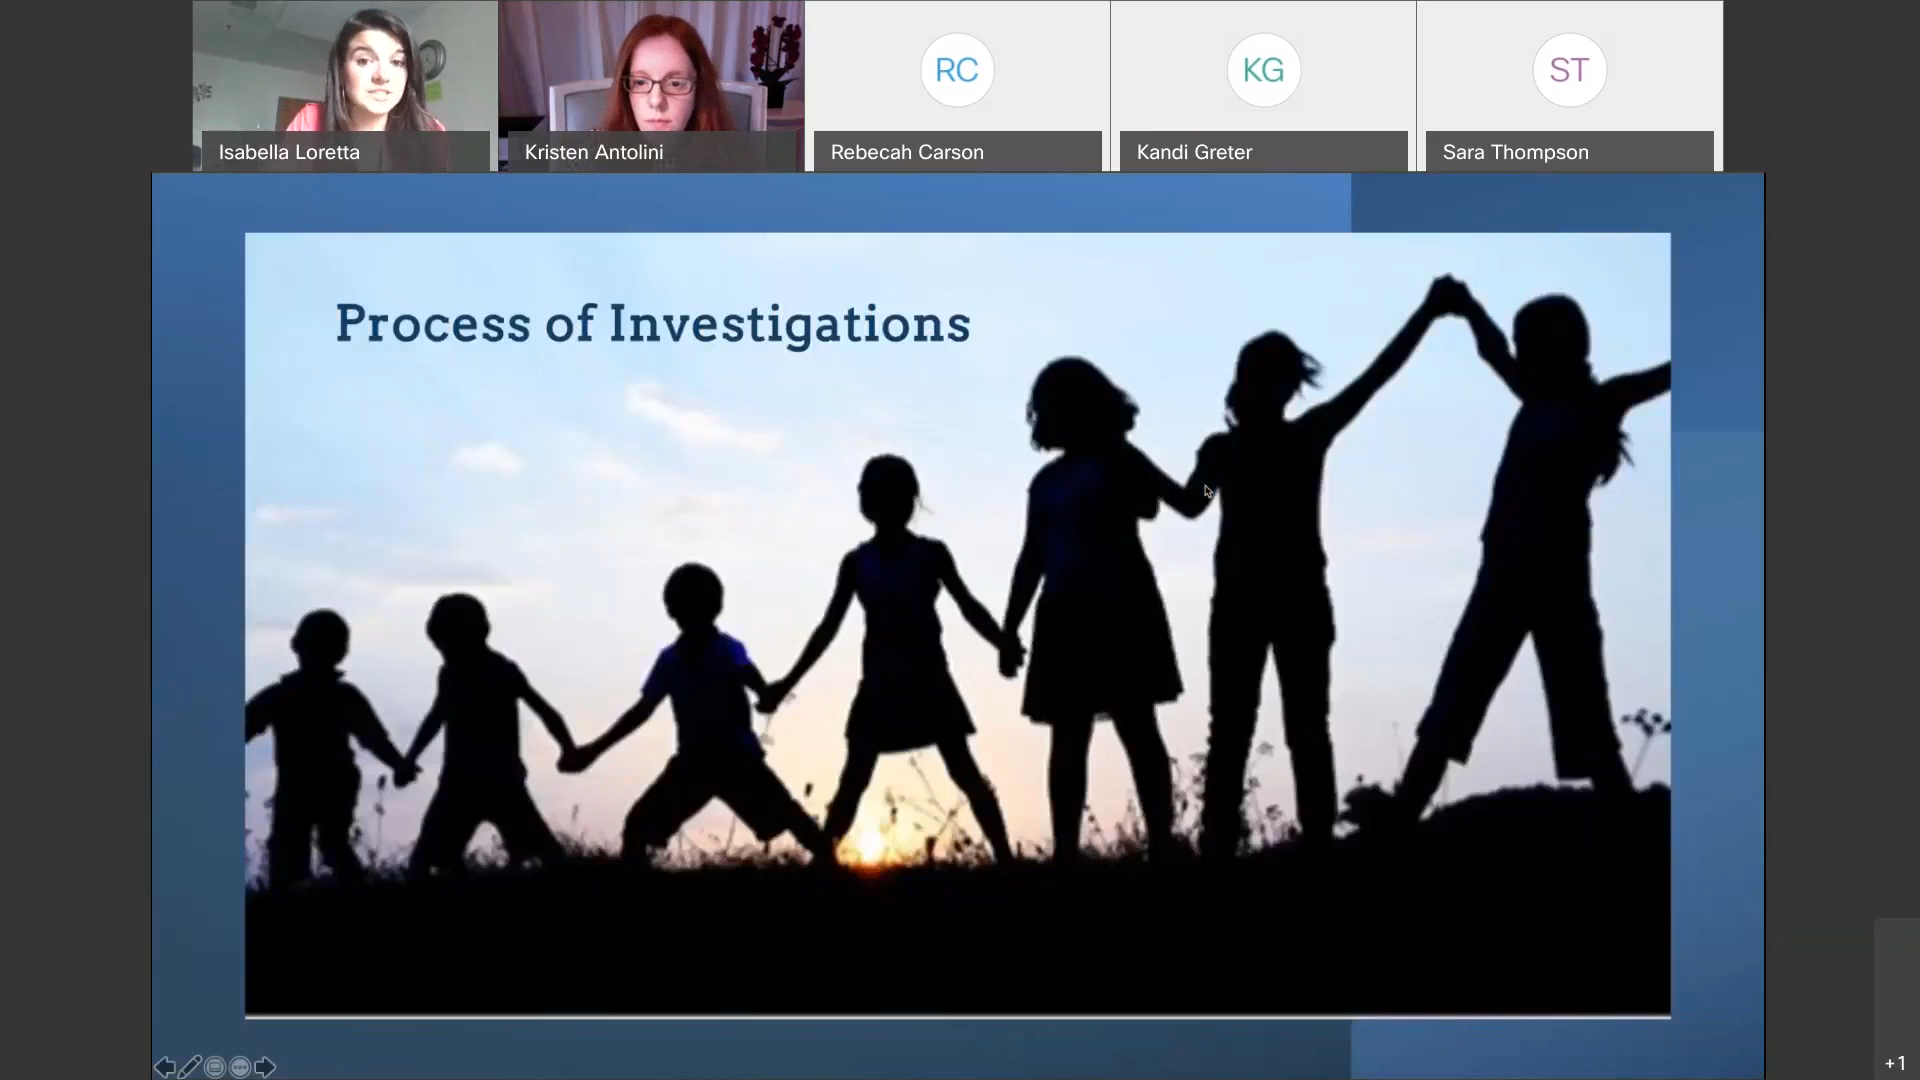 RC
KG
ST
Isabella Loretta
Kristen Antolini
Rebecah Carson
Kandi Greter
Sara Thompson
Process of Investigations
+1